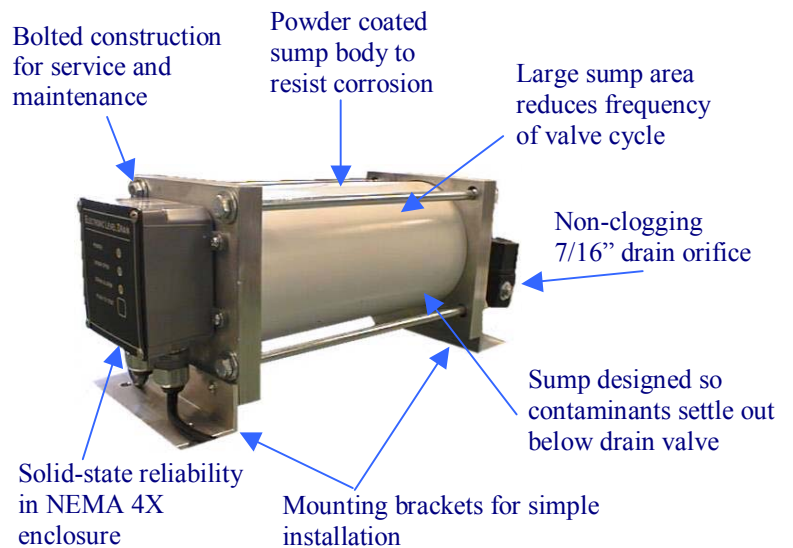 Bolted construction
for service and
maintenance
Powder coated
sump body to
resist corrosion
Large sump area
reduces frequency
of valve cycle
Non-clogging
7/16” drain orifice
ELECTRONIC LEVEL DRAIN
POWER
Sump designed so
contaminants settle out
below drain valve
Solid-state reliability
in NEMA 4X
enclosure
Mounting brackets for simple
installation